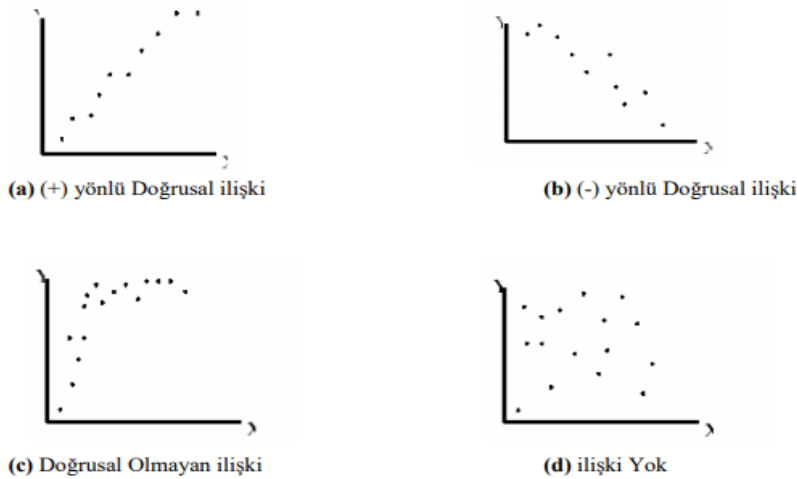 Y
Y
X
(a) (+) yönlü Doğrusal ilişki
(b) (-) yönlü Doğrusal ilişki
X
X
(c) Doğrusal Olmayan ilişki
(d) ilişki Yok